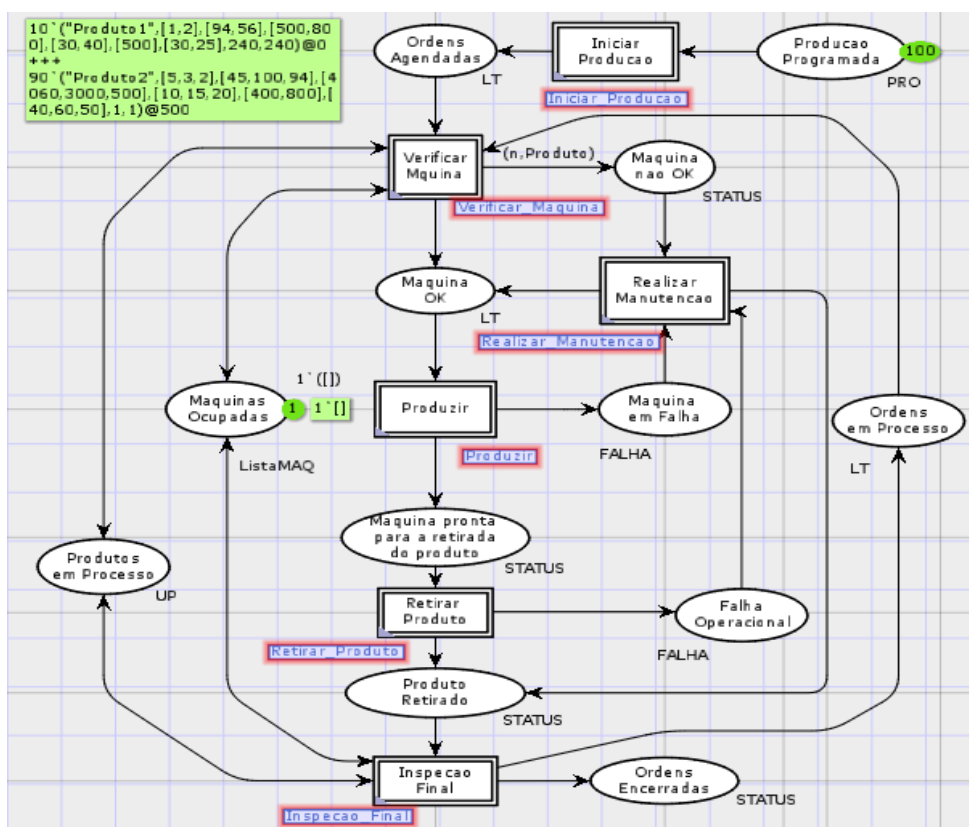 10`("Produto1",[1,2],[94,56],[500,80
0],[30,40],[500],[30,25],240,240)@0
+++
90`("Produto2",[5,3,2],[45,100,94],[4
060,3000,500],[10,15,20],[400,800],[
40,60,50],1,1)@500
Ordens
Agendadas
LT
Iniciar
Producao
Iniciar_Producao
Producao
Programada
100
PRO
Verificar
Mquina
Verificar_Maquina
(n,Produto)
Maquina
nao OK
STATUS
Maquina
OK
LT
Realizar
Manutencao
Realizar_Manutencao
1`([])
Maquinas
Ocupadas
1
1`[]
ListaMAQ
Produzir
Produzir
Maquina
em Falha
FALHA
Ordens
em Processo
LT
Maquina pronta
para a retirada
do produto
STATUS
Produtos
em Processo
UP
Retirar
Produto
Retirar_Produto
Falha
Operacional
FALHA
Produto
Retirado
STATUS
Inspecao
Final
Inspecao_Final
Ordens
Encerradas
STATUS